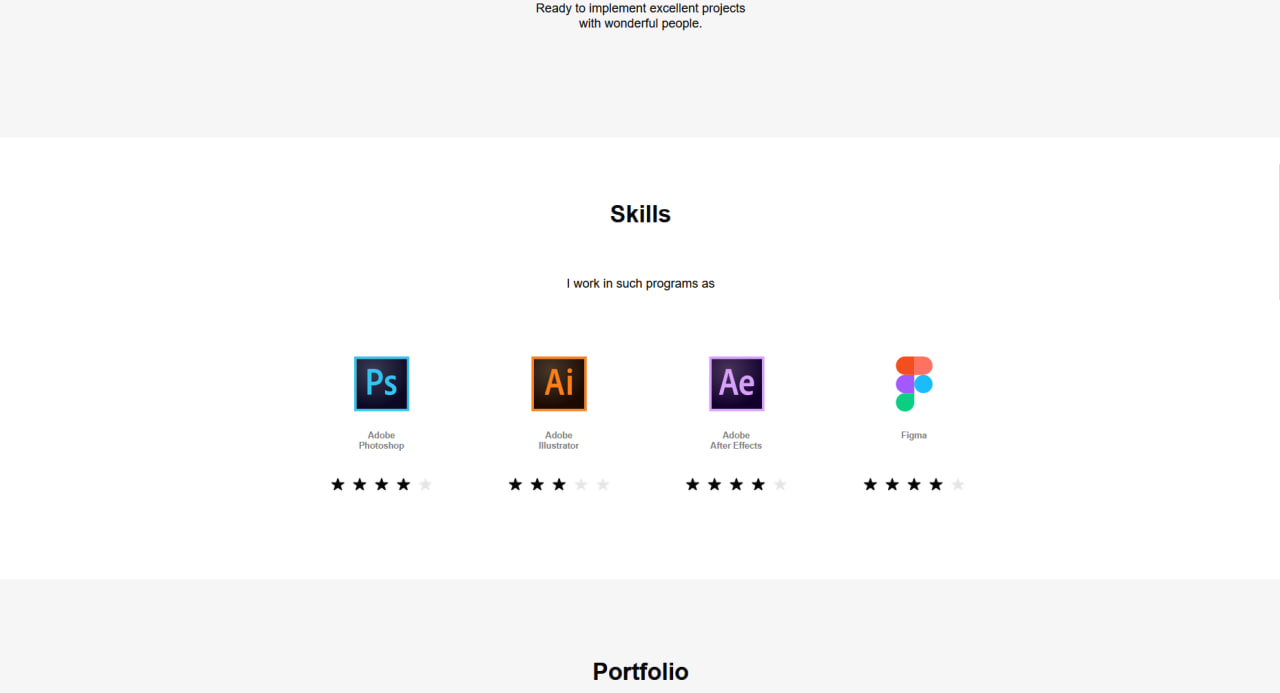 Ready to implement excellent projects
with wonderful people.
Skills
I work in such programs as
Ps
Ai
Ae
Adobe
Photoshop
Adobe
Illustrator
Adobe
After Effects
Figma
Portfolio